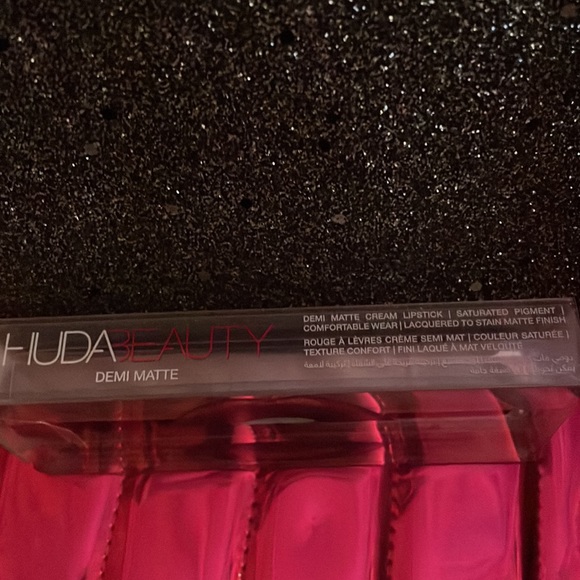 HUDABEAUTY
DEMI MATTE
DEMI MATTE CREAM LIPSTICK | SATURATED PIGMENT |
COMFORTABLE WEAR | LACQUERED TO STAIN MATTE FINISH
ROUGE À LÈVRES CRÈME SEMI MAT | COULEUR SATURÉE |
TEXTURE CONFORT | FINI LAQUÉ À MAT VELOUTÉ